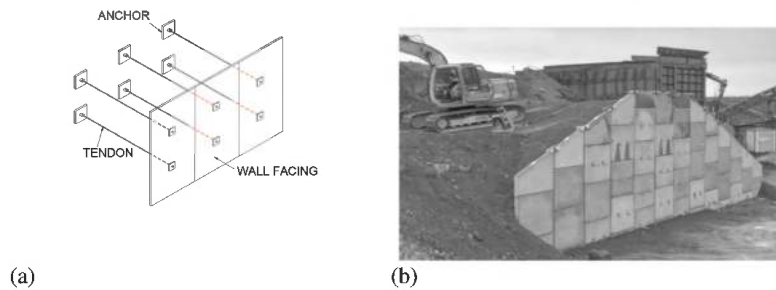 ANCHOR
TENDON
WALL FACING
(a)
(b)